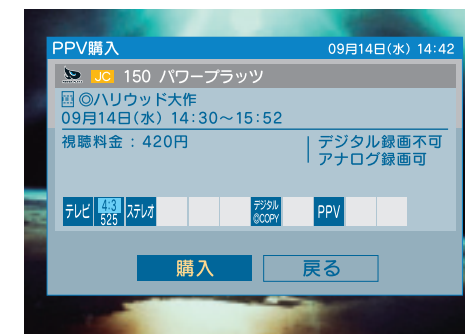 PPV購入
09月14日(水) 14:42
JC 150 パワープラッツ
◎ハリウッド大作
09月14日(水) 14:30～15:52
視聴料金：420円
デジタル録画不可
アナログ録画可
テレビ 4:3 525 ステレオ デジタル ◎COPY PPV
購入 戻る